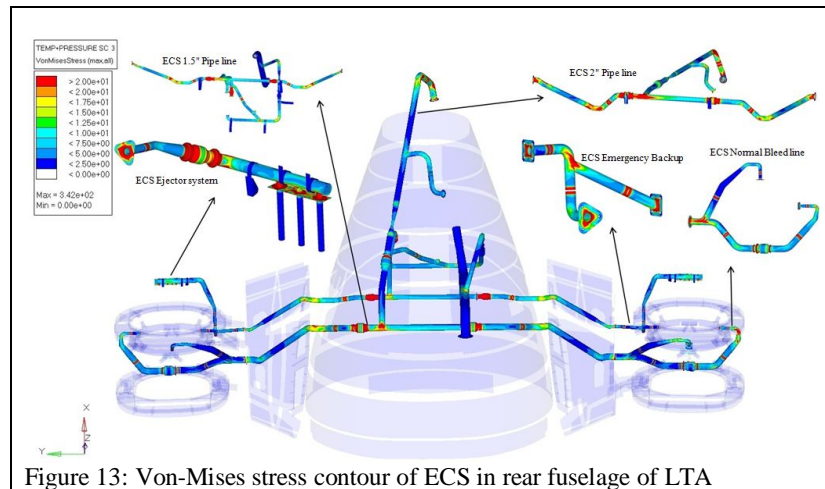 TEMP+PRESSURE SC 3
VonMisesStress (max,all)
> 2.00e+01
< 2.00e+01
< 1.75e+01
< 1.50e+01
< 1.25e+01
< 1.00e+01
< 7.50e+00
< 5.00e+00
< 2.50e+00
< 0.00e+00
Max = 3.42e+02
Min = 0.00e+00
ECS 1.5" Pipe line
ECS 2" Pipe line
ECS Ejector system
ECS Emergency Backup
ECS Normal Bleed line
X
Y
Z
Figure 13: Von-Mises stress contour of ECS in rear fuselage of LTA